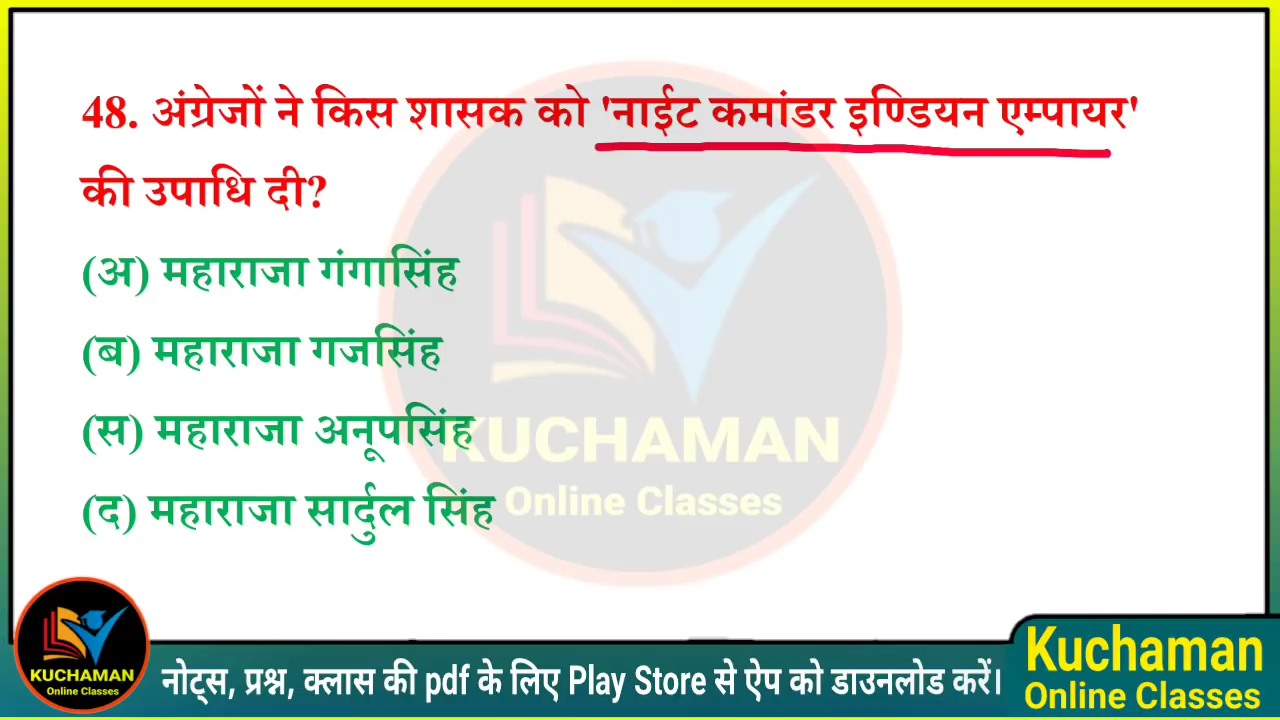 48. अंग्रेजों ने किस शासक को 'नाईट कमांडर इण्डियन एम्पायर'
की उपाधि दी?
(अ) महाराजा गंगासिंह
(ब) महाराजा गजसिंह
(स) महाराजा अनूपसिंह
(द) महाराजा सार्दुल सिंह
KUCHAMAN
Online Classes
KUCHAMAN
Online Classes
नोट्स, प्रश्न, क्लास की pdf के लिए Play Store से ऐप को डाउनलोड करें।
Kuchaman
Online Classes